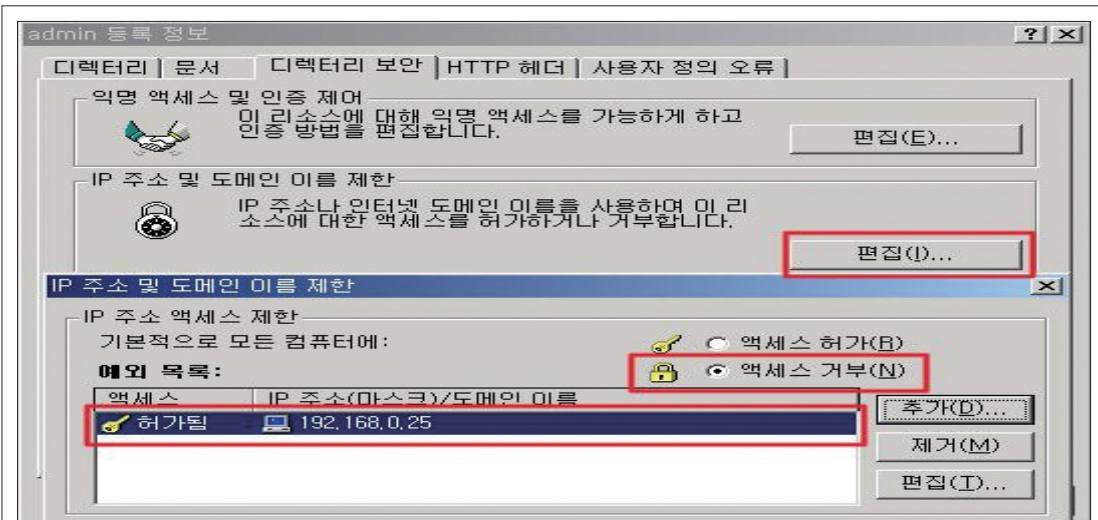 admin 등록 정보
디렉터리 | 문서 디렉터리 보안 | HTTP 헤더 | 사용자 정의 오류 |
익명 액세스 및 인증 제어
이 리소스에 대해 익명 액세스를 가능하게 하고
인증 방법을 편집합니다.
편집(E)...
IP 주소 및 도메인 이름 제한
IP 주소나 인터넷 도메인 이름을 사용하여 이 리
소스에 대한 액세스를 허가하거나 거부합니다.
편집(I)...
IP 주소 및 도메인 이름 제한
IP 주소 액세스 제한
기본적으로 모든 컴퓨터에: 액세스 허가(R)
예외 목록: 액세스 거부(N)
액세스 IP 주소(마스크)/도메인 이름
추가(D)...
허가됨 192,168,0,25
제거(M)
편집(T)...